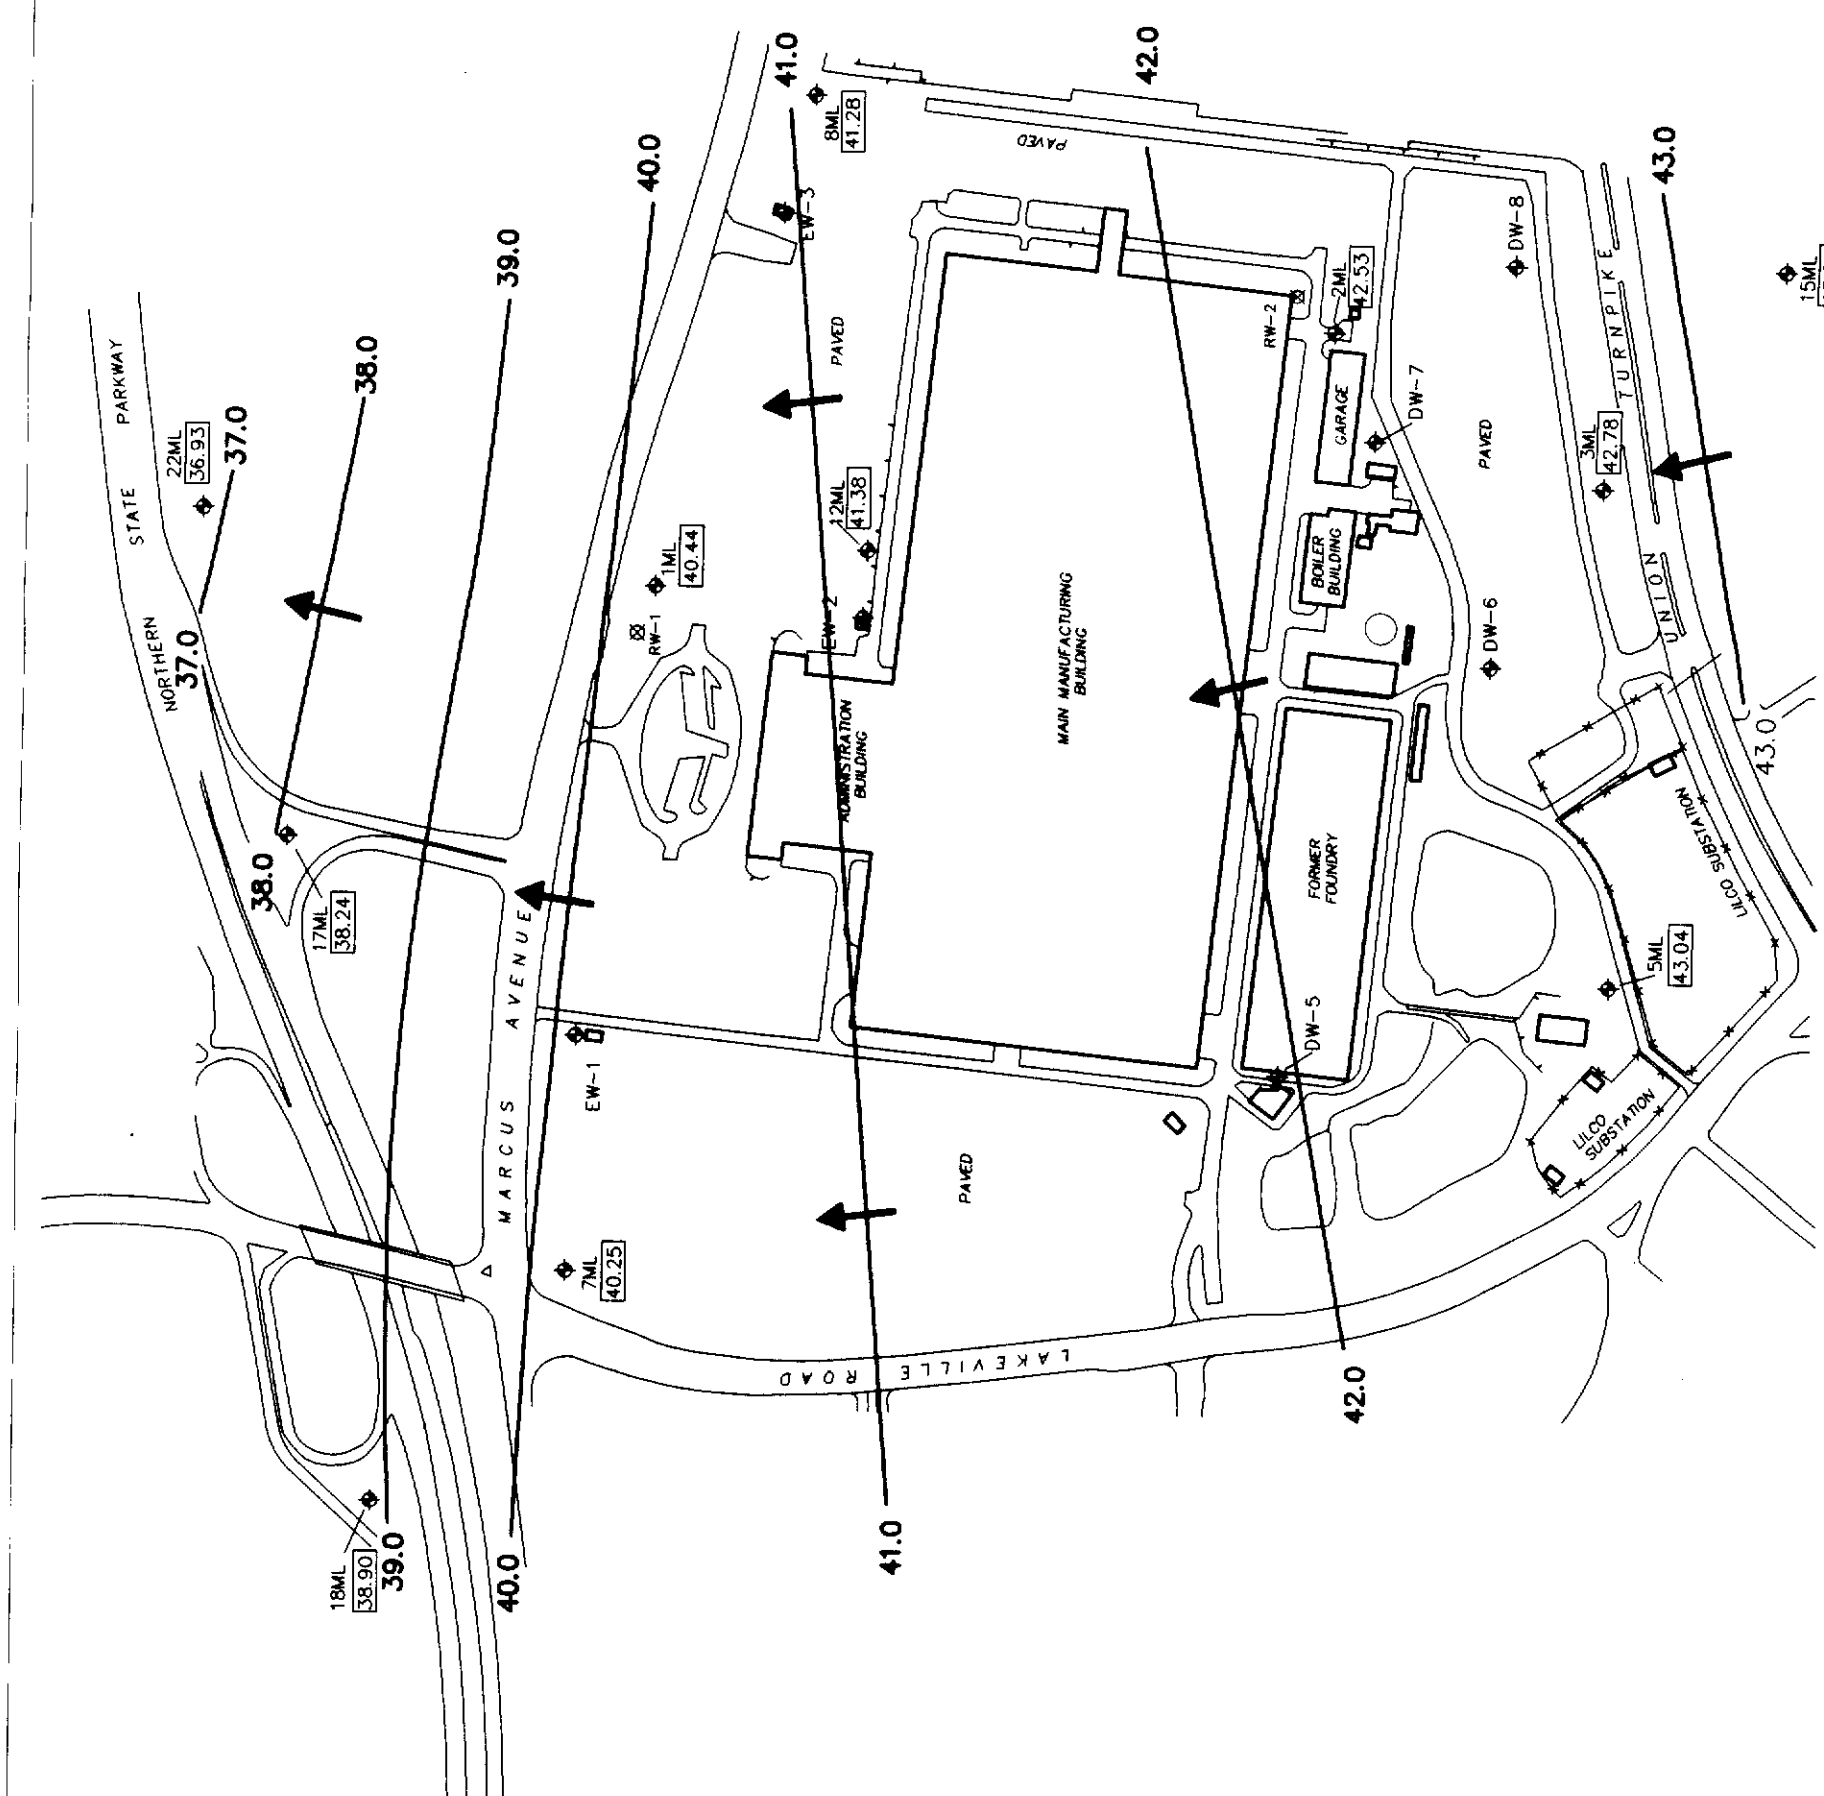 41.0
42.0
8ML
41.28
PAVED
40.0
43.0
EW-3
DW-8
39.0
STATE PARKWAY
38.0
PAVED
RW-2
2ML
42.53
UNION TURNPIKE
15ML
22ML
36.93
37.0
12ML
41.38
GARAGE
DW-7
PAVED
3ML
42.78
1ML
40.44
BOILER
BUILDING
NORTHERN
37.0
RW-1
EW-2
MAIN MANUFACTURING
BUILDING
DW-6
ADMINISTRATION
BUILDING
43.0
38.0
17ML
38.24
FORMER
FOUNDRY
LILCO SUBSTATION
MARCUS AVENUE
5ML
43.04
DW-5
EW-1
PAVED
LILCO
SUBSTATION
7ML
40.25
LAKEVILLE ROAD
42.0
18ML
38.90
39.0
40.0
41.0